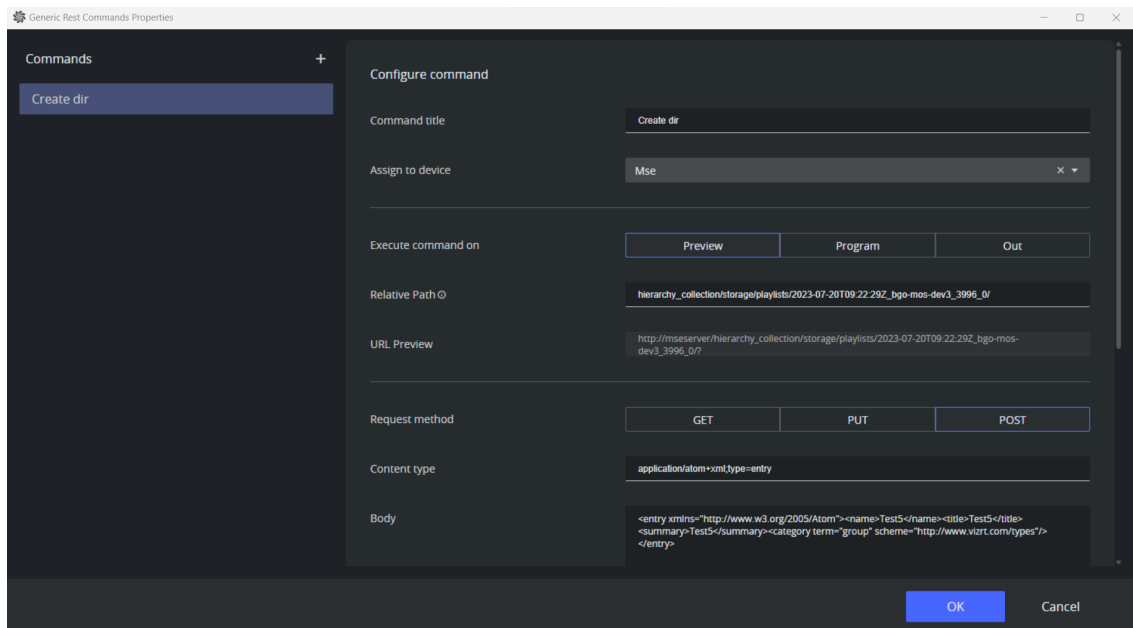 Generic Rest Commands Properties
Commands
+
Create dir
Configure command
Command title
Create dir
Assign to device
Mse
Execute command on
Preview
Program
Out
Relative Path
hierarchy_collection/storage/playlists/2023-07-20T09:22:29Z_bgo-mos-dev3_3996_0/
URL Preview
http://mseserver/hierarchy_collection/storage/playlists/2023-07-20T09:22:29Z_bgo-mos-
dev3_3996_0/?
Request method
GET
PUT
POST
Content type
application/atom+xml;type=entry
Body
<entry xmlns="http://www.w3.org/2005/Atom"><name>Test5</name><title>Test5</title>
<summary>Test5</summary><category term="group" scheme="http://www.vizrt.com/types"/>
</entry>
OK
Cancel